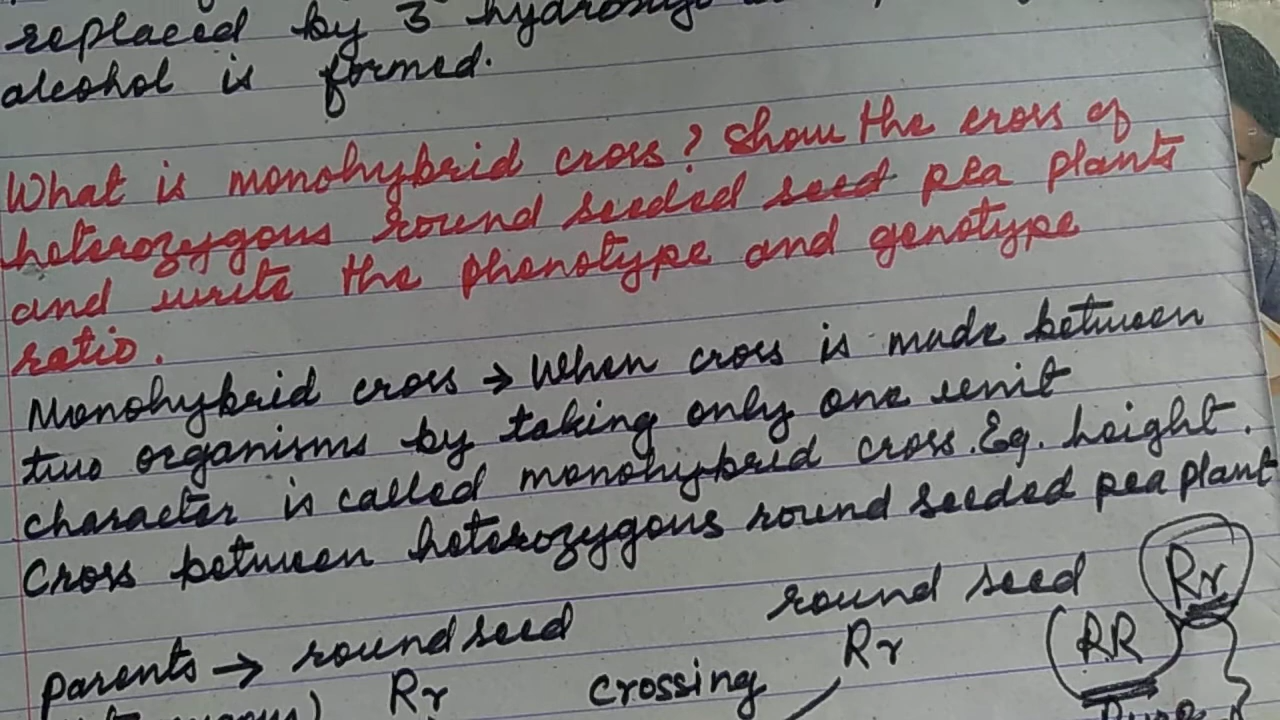 replaced by 3 hydroxyl
alcohol is formed.
What is monohybrid cross? Show the cross of
heterozygous round seeded seed pea plants
and write the phenotype and genotype
ratio.
Monohybrid cross → When cross is made between
two organisms by taking only one unit
character is called monohybrid cross. Eg. height.
Cross between heterozygous round seeded pea plant
parents → round seed round seed Rr
Rr crossing Rr (RR)